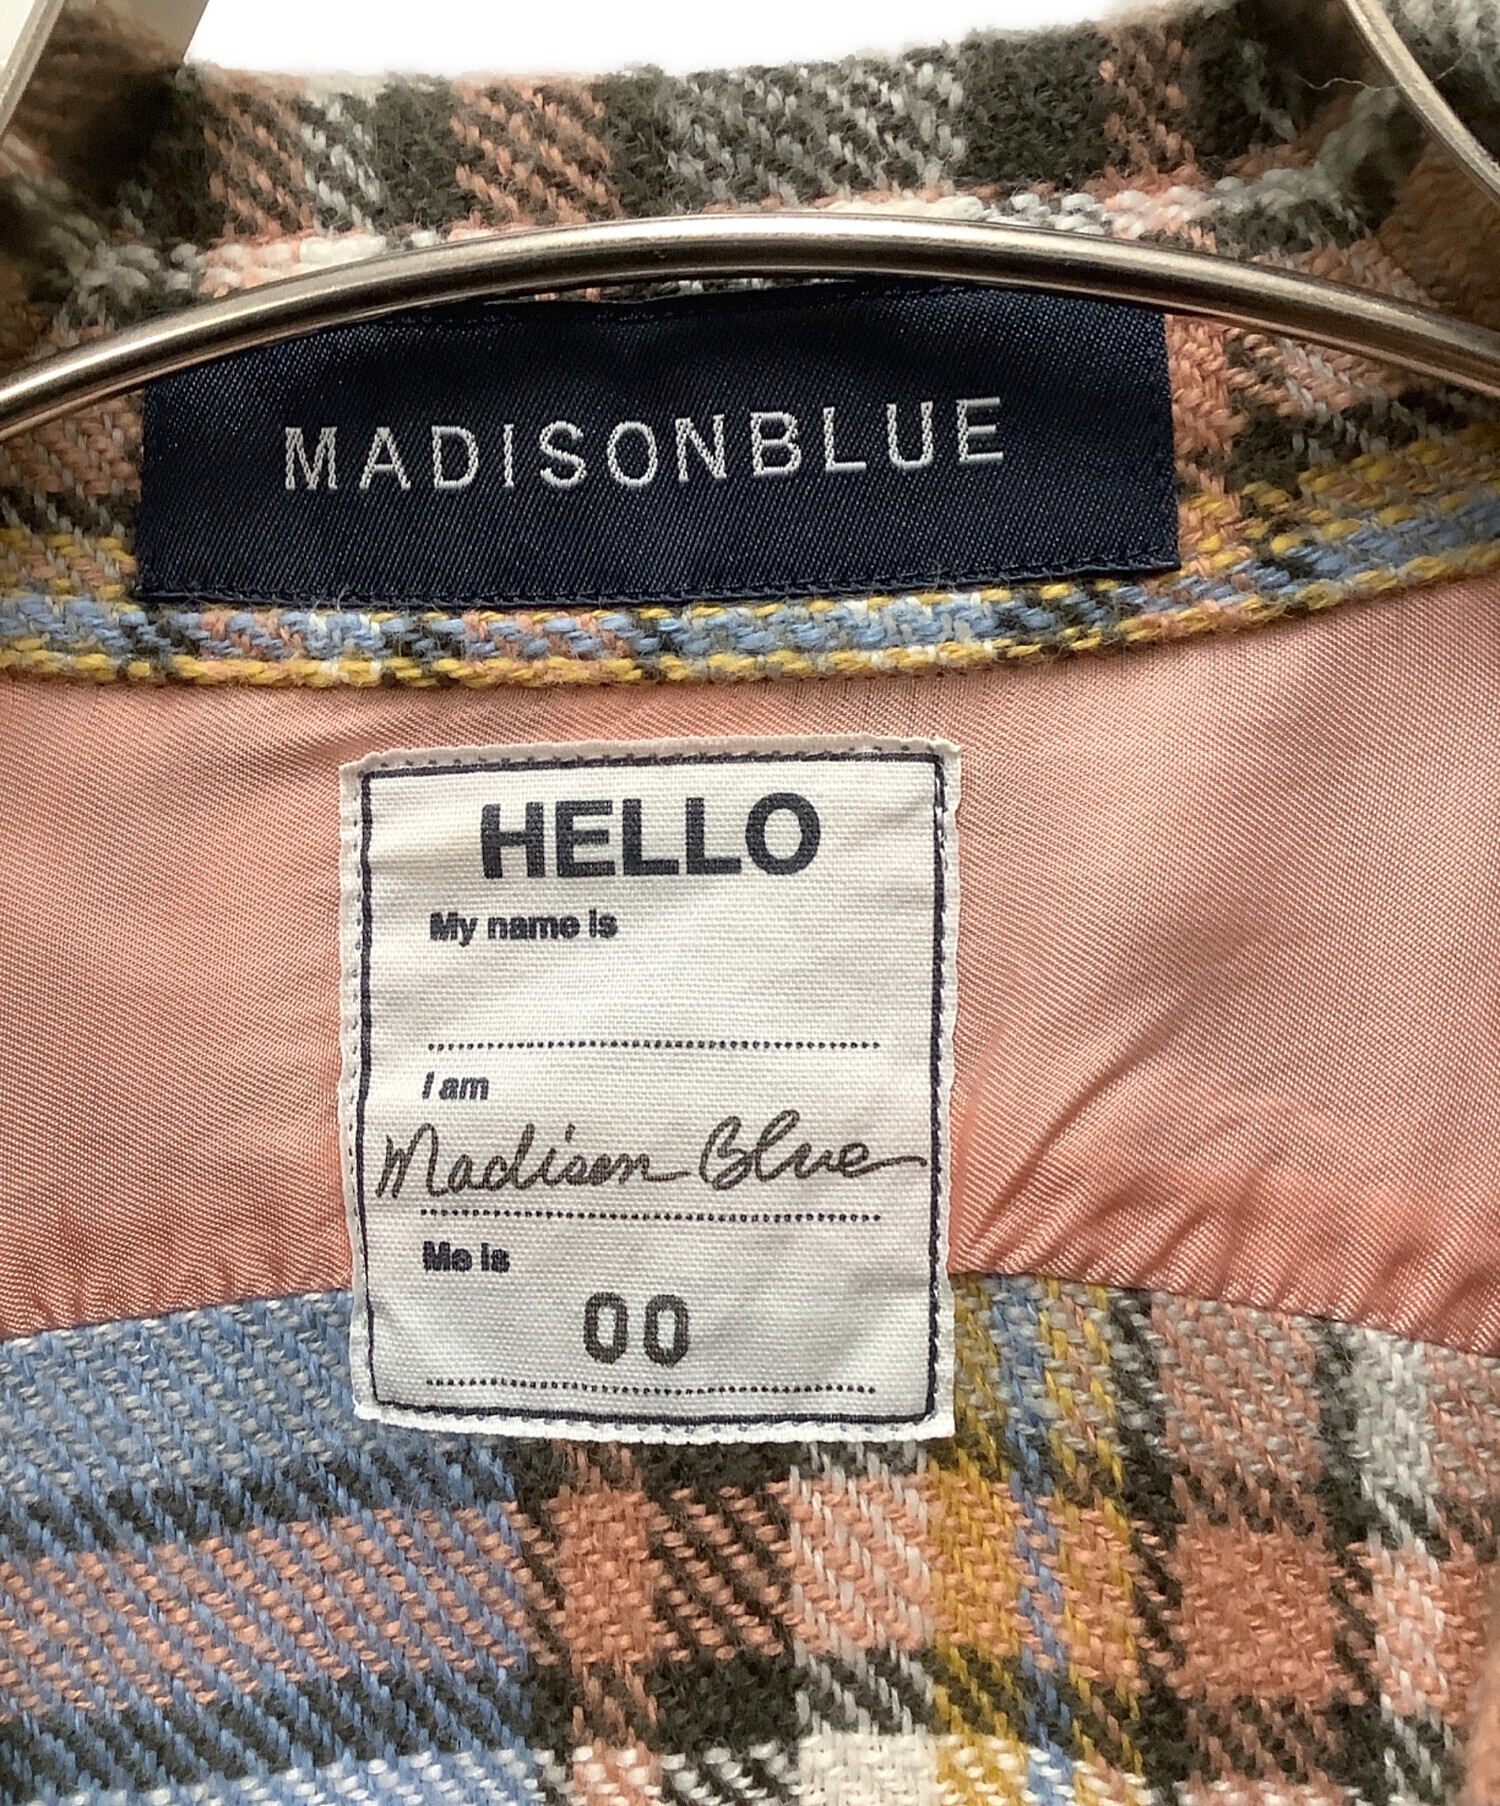 MADISONBLUE
HELLO
My name is
I am
Madison Blue
Me is
00